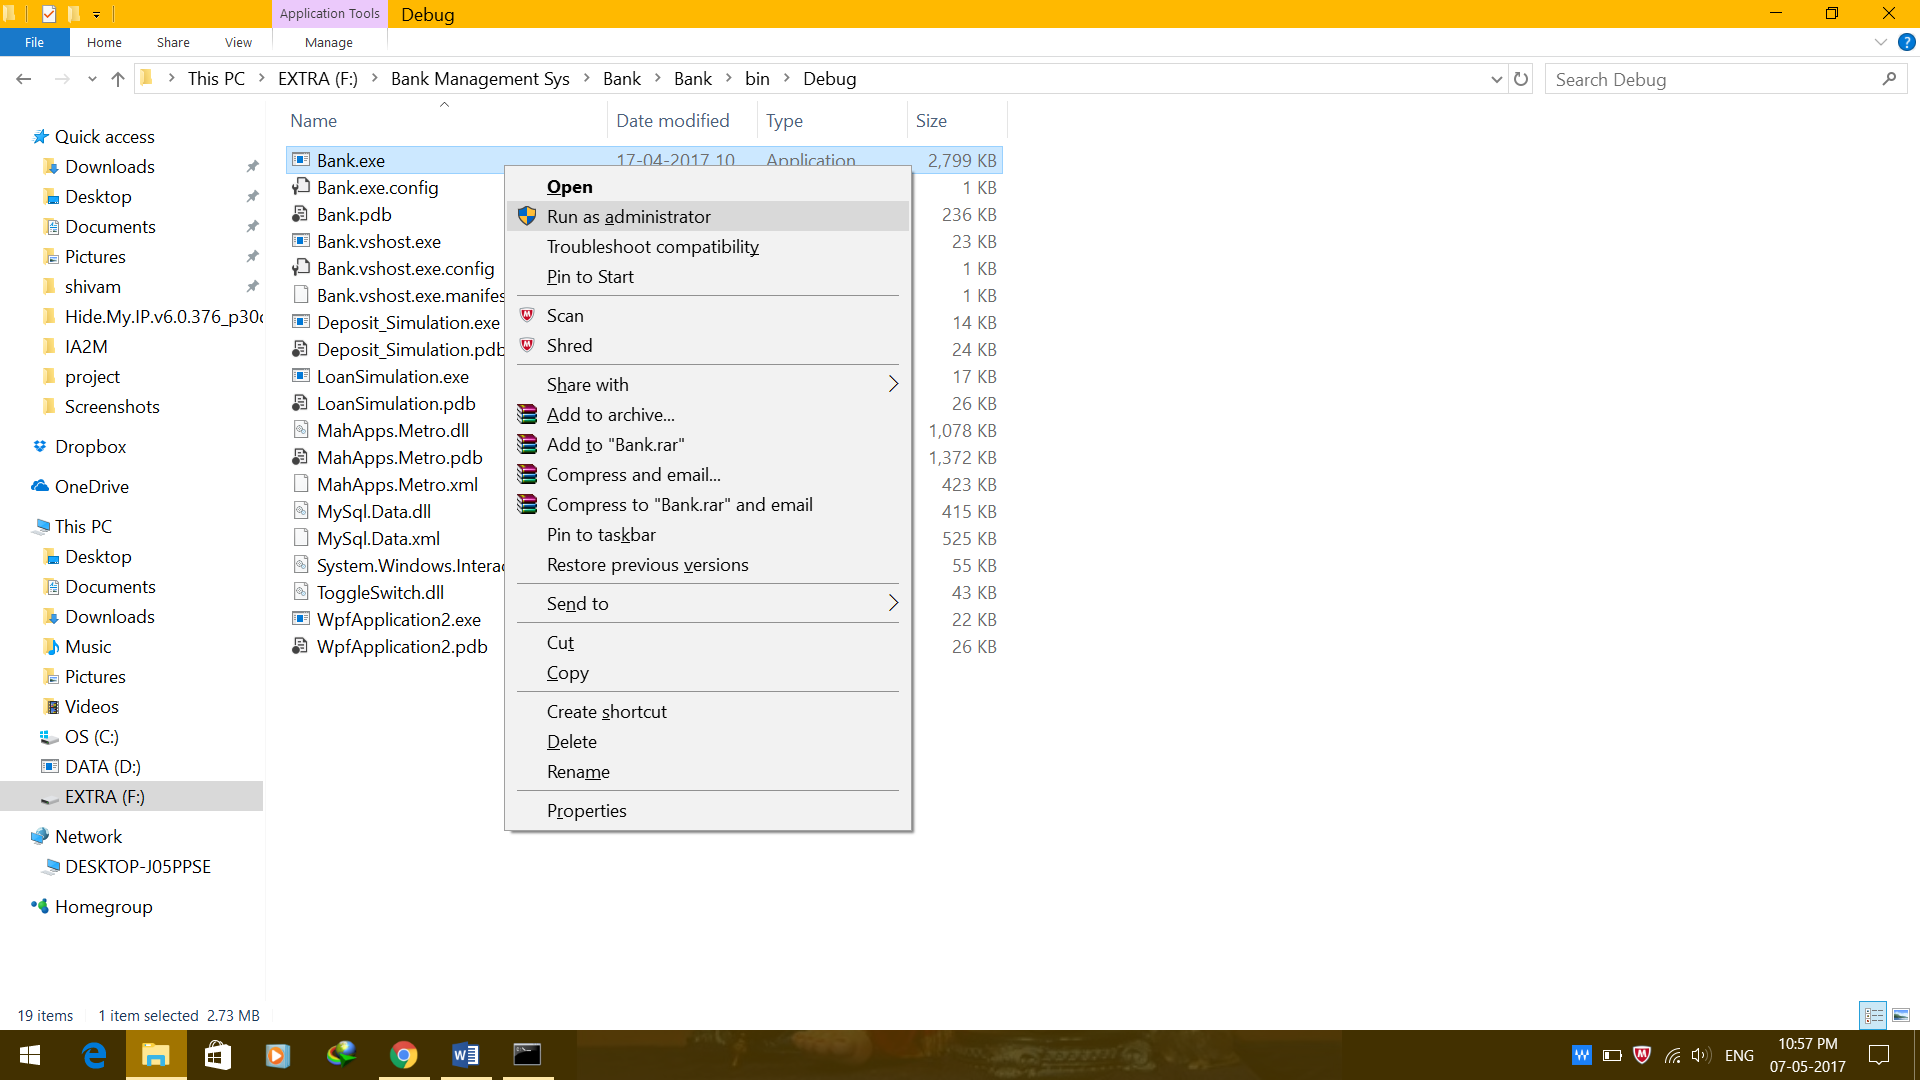 Application Tools
Debug
File
Home
Share
View
Manage
This PC
EXTRA (F:)
Bank Management Sys
Bank
Bank
bin
Debug
Search Debug
Name
Date modified
Type
Size
Quick access
Downloads
Desktop
Documents
Pictures
shivam
Hide.My.IP.v6.0.376_p30
IA2M
project
Screenshots
Dropbox
OneDrive
This PC
Desktop
Documents
Downloads
Music
Pictures
Videos
OS (C:)
DATA (D:)
EXTRA (F:)
Network
DESKTOP-J05PPSE
Homegroup
Bank.exe 17-04-2017 10 Application 2,799 KB
Bank.exe.config 1 KB
Bank.pdb 236 KB
Bank.vshost.exe 23 KB
Bank.vshost.exe.config 1 KB
Bank.vshost.exe.manifes 1 KB
Deposit_Simulation.exe 14 KB
Deposit_Simulation.pdb 24 KB
LoanSimulation.exe 17 KB
LoanSimulation.pdb 26 KB
MahApps.Metro.dll 1,078 KB
MahApps.Metro.pdb 1,372 KB
MahApps.Metro.xml 423 KB
MySql.Data.dll 415 KB
MySql.Data.xml 525 KB
System.Windows.Intera 55 KB
ToggleSwitch.dll 43 KB
WpfApplication2.exe 22 KB
WpfApplication2.pdb 26 KB
Open
Run as administrator
Troubleshoot compatibility
Pin to Start
Scan
Shred
Share with
Add to archive...
Add to "Bank.rar"
Compress and email...
Compress to "Bank.rar" and email
Pin to taskbar
Restore previous versions
Send to
Cut
Copy
Create shortcut
Delete
Rename
Properties
19 items
1 item selected 2.73 MB
ENG
10:57 PM
07-05-2017